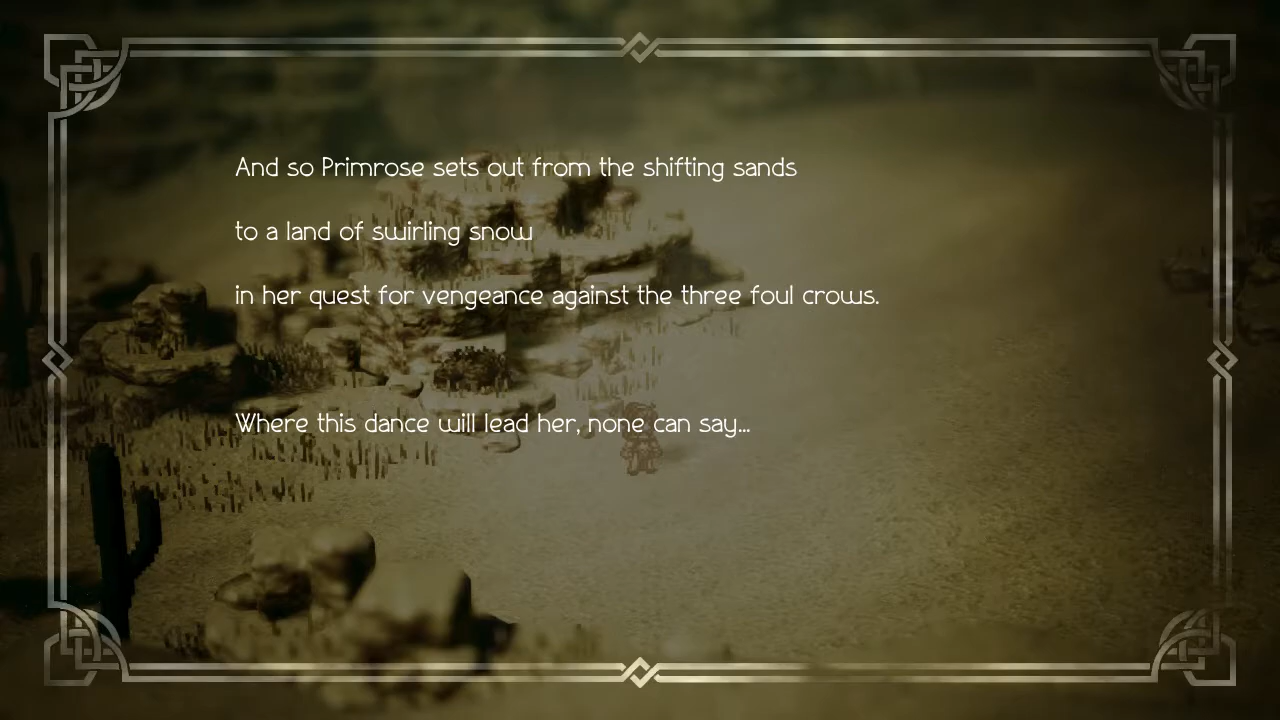 And so Primrose sets out from the shifting sands
to a land of swirling snow
in her quest for vengeance against the three foul crows.
Where this dance will lead her, none can say...